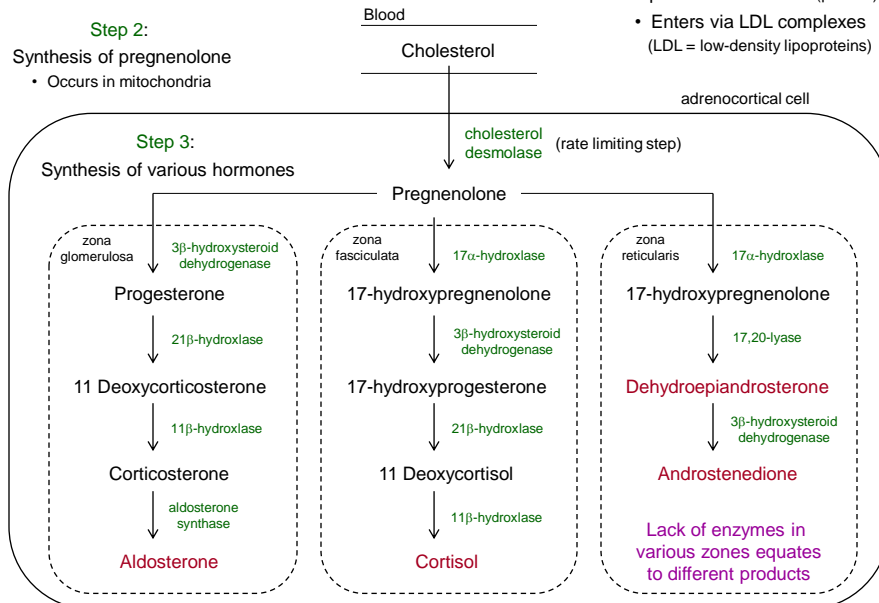 Step 2:
Synthesis of pregnenolone
• Occurs in mitochondria
Blood
Cholesterol
• Enters via LDL complexes
(LDL = low-density lipoproteins)
adrenocortical cell
Step 3:
Synthesis of various hormones
cholesterol
desmolase
(rate limiting step)
Pregnenolone
zona
glomerulosa
3β-hydroxysteroid
dehydrogenase
Progesterone
21β-hydroxlase
11 Deoxycorticosterone
11β-hydroxlase
Corticosterone
aldosterone
synthase
Aldosterone
zona
fasciculata
17α-hydroxlase
17-hydroxypregnenolone
3β-hydroxysteroid
dehydrogenase
17-hydroxyprogesterone
21β-hydroxlase
11 Deoxycortisol
11β-hydroxlase
Cortisol
zona
reticularis
17α-hydroxlase
17-hydroxypregnenolone
17,20-lyase
Dehydroepiandrosterone
3β-hydroxysteroid
dehydrogenase
Androstenedione
Lack of enzymes in
various zones equates
to different products